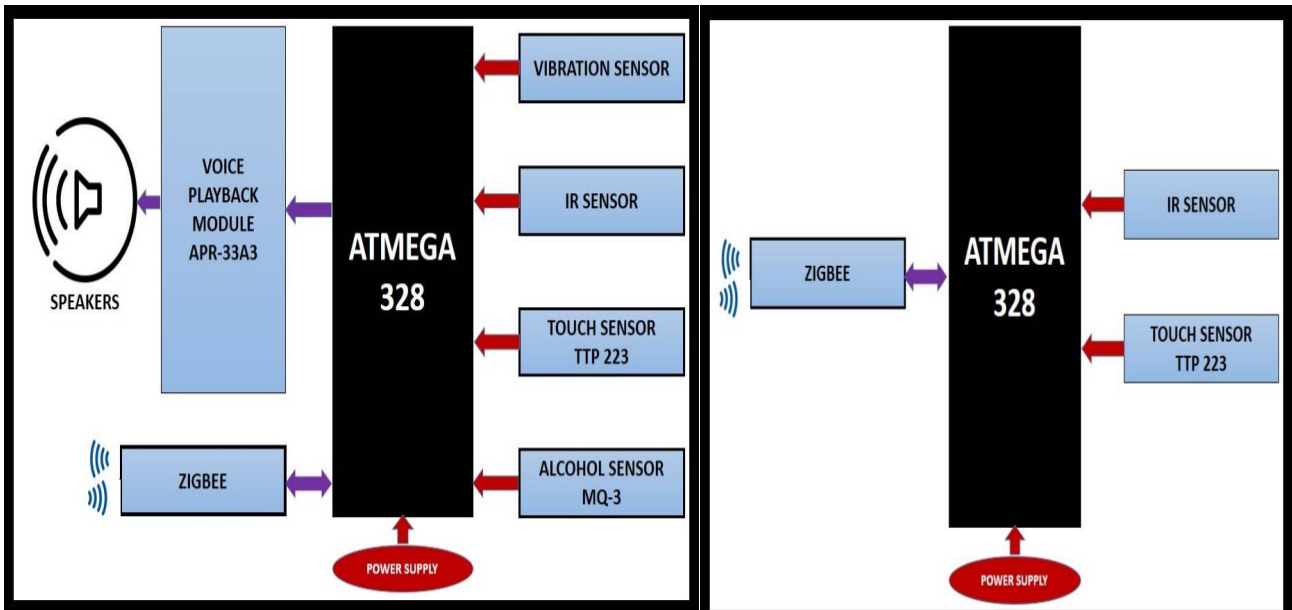 VOICE
PLAYBACK
MODULE
APR-33A3
SPEAKERS
ATMEGA
328
VIBRATION SENSOR
IR SENSOR
TOUCH SENSOR
TTP 223
ALCOHOL SENSOR
MQ-3
ZIGBEE
POWER SUPPLY
ZIGBEE
ATMEGA
328
IR SENSOR
TOUCH SENSOR
TTP 223
POWER SUPPLY